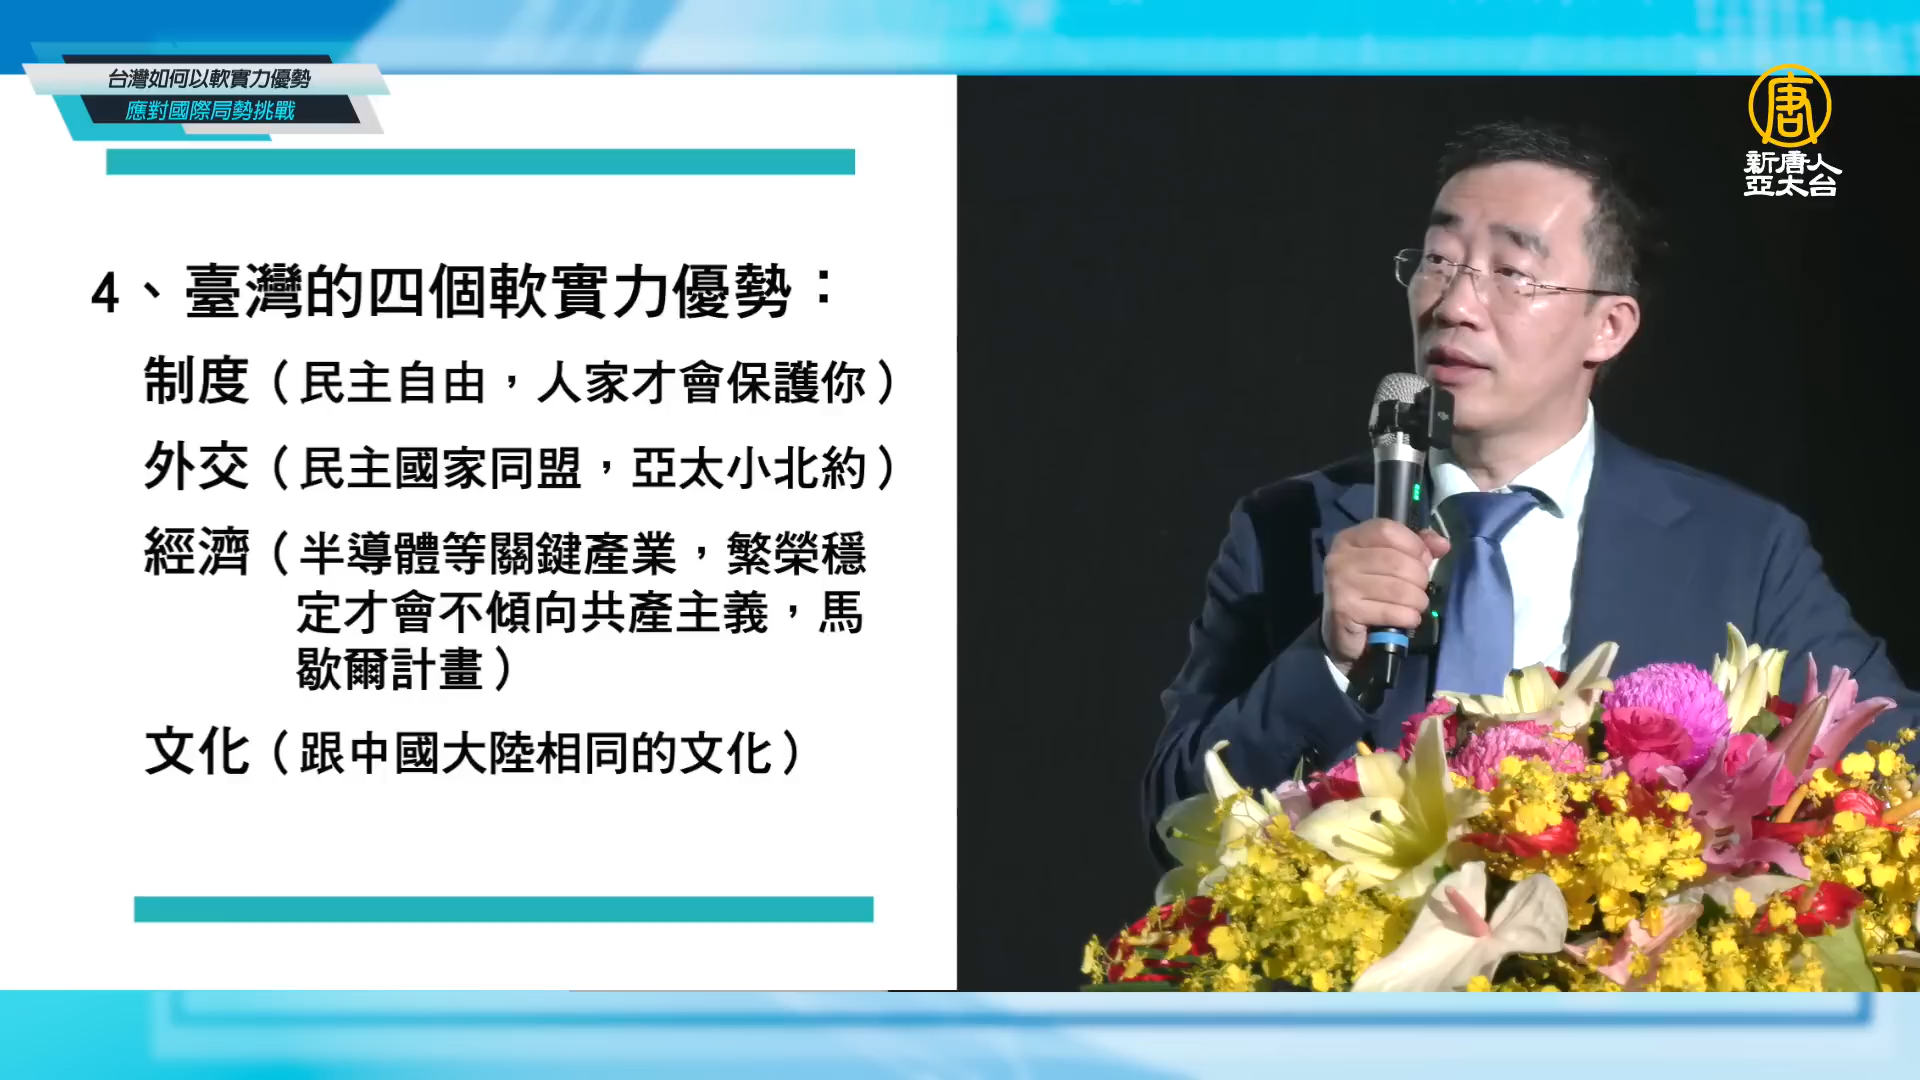 台灣如何以軟實力優勢
應對國際局勢挑戰
唐
新唐人
亞太台
4、臺灣的四個軟實力優勢：
制度（民主自由，人家才會保護你）
外交（民主國家同盟，亞太小北約）
經濟（半導體等關鍵產業，繁榮穩
定才會不傾向共產主義，馬
歇爾計畫）
文化（跟中國大陸相同的文化）